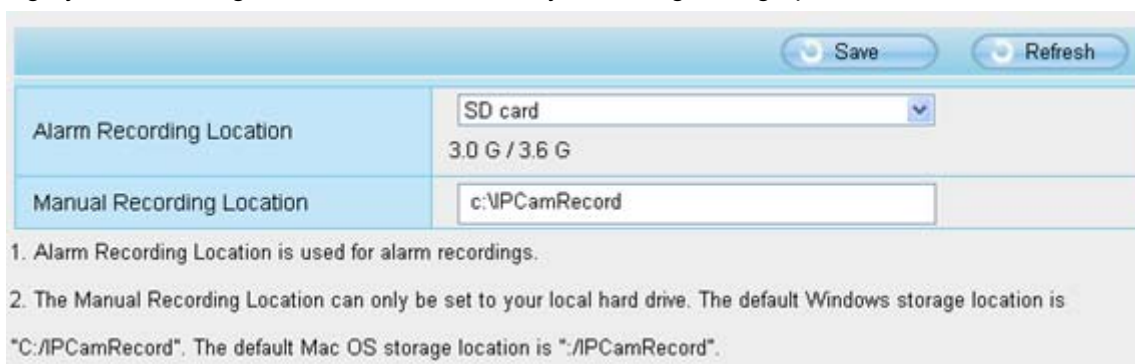 Save Refresh
Alarm Recording Location SD card
3.0 G / 3.6 G
Manual Recording Location c:\IPCamRecord
1. Alarm Recording Location is used for alarm recordings.
2. The Manual Recording Location can only be set to your local hard drive. The default Windows storage location is
"C:/IPCamRecord". The default Mac OS storage location is ":/IPCamRecord".